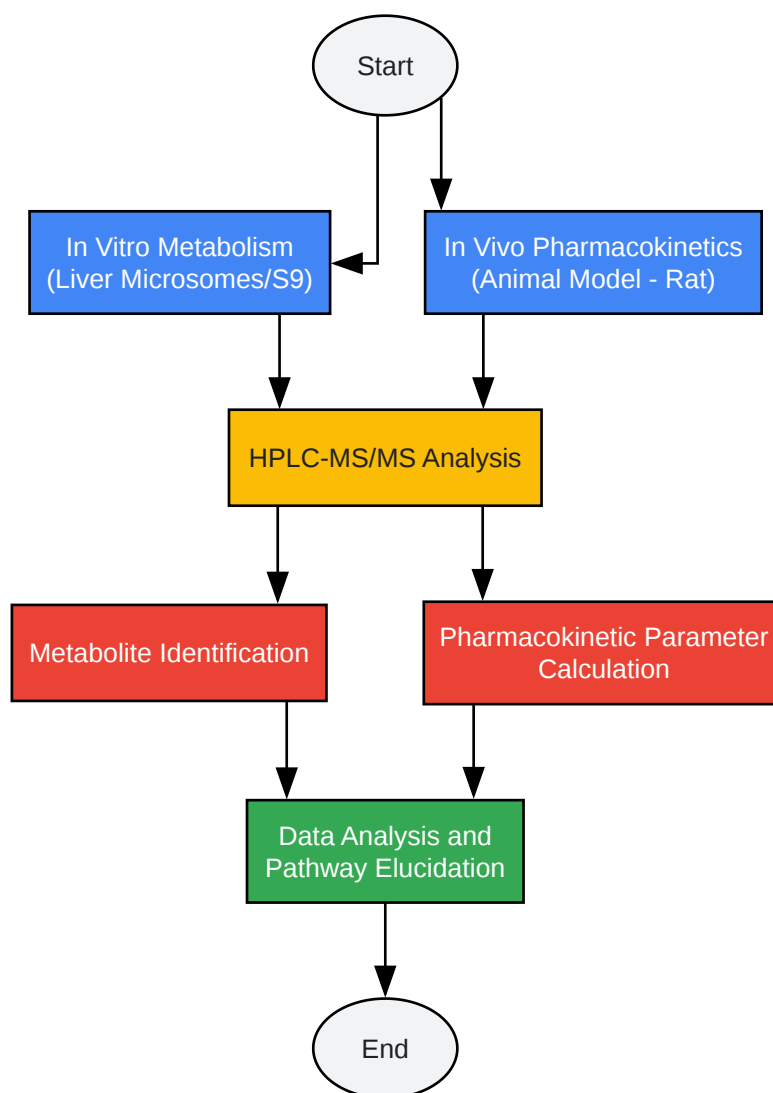 Start
In Vitro Metabolism
(Liver Microsomes/S9)
In Vivo Pharmacokinetics
(Animal Model - Rat)
HPLC-MS/MS Analysis
Metabolite Identification
Pharmacokinetic Parameter
Calculation
Data Analysis and
Pathway Elucidation
End